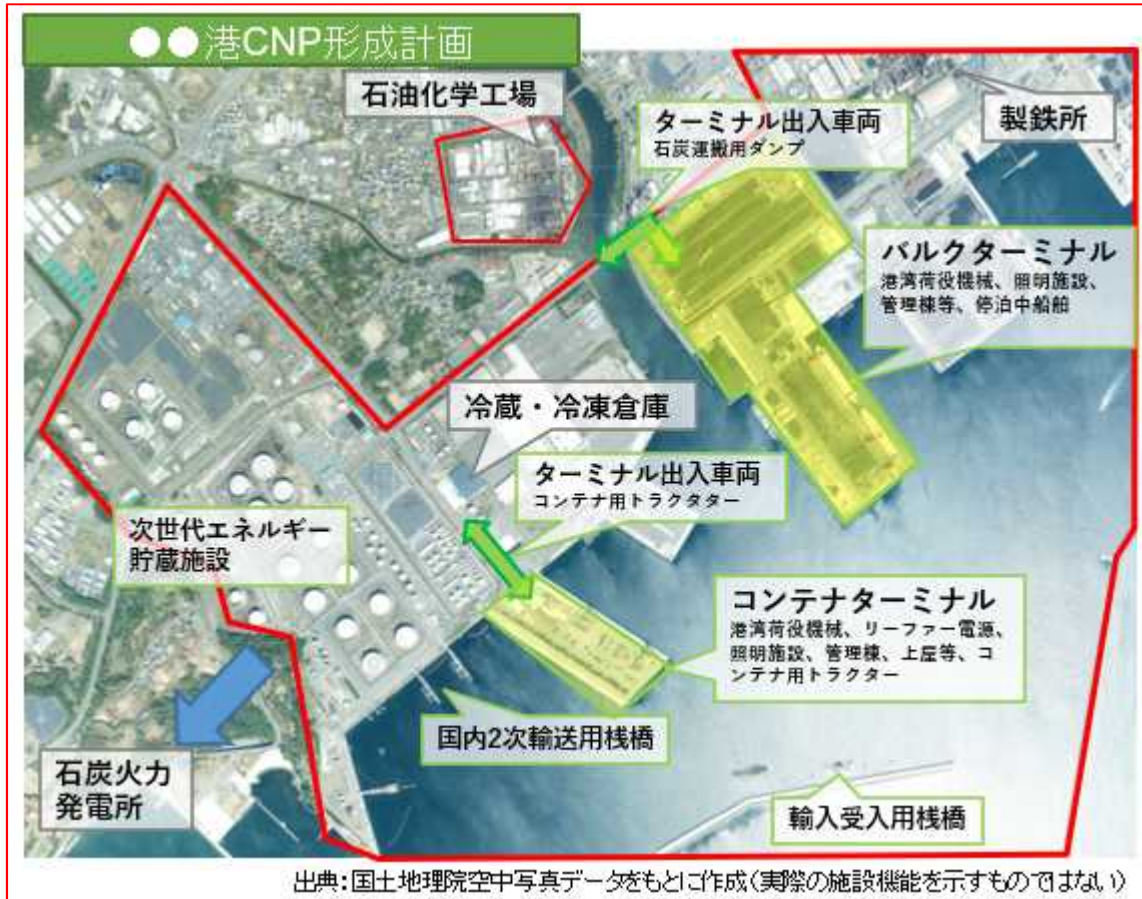 ●●港CNP形成計画
石油化学工場
ターミナル出入車両
石炭運搬用ダンプ
製鉄所
バルクターミナル
港湾荷役機械、照明施設、
管理棟等、停泊中船舶
冷蔵・冷凍倉庫
ターミナル出入車両
コンテナ用トラクタター
次世代エネルギー
貯蔵施設
コンテナターミナル
港湾荷役機械、リーファー電源、
照明施設、管理棟、上屋等、コ
ンテナ用トラクター
国内2次輸送用桟橋
石炭火力
発電所
輸入受入用桟橋
出典：国土地理院空中写真データをもとに作成（実際の施設機能を示すものではない）